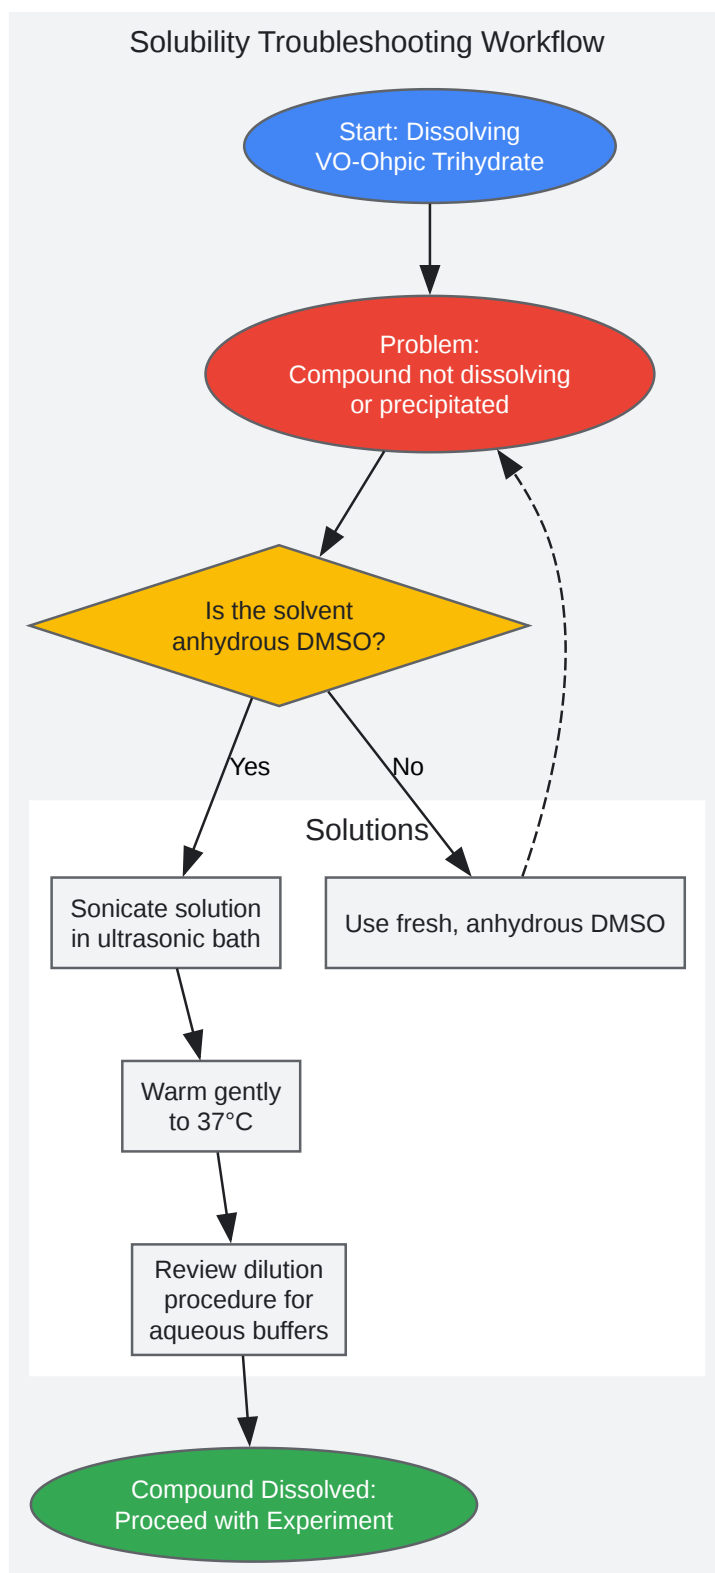 Solubility Troubleshooting Workflow
Start: Dissolving
VO-Ohpic Trihydrate
Problem:
Compound not dissolving
or precipitated
Is the solvent
anhydrous DMSO?
Yes
No
Solutions
Sonicate solution
in ultrasonic bath
Use fresh, anhydrous DMSO
Warm gently
to 37°C
Review dilution
procedure for
aqueous buffers
Compound Dissolved:
Proceed with Experiment